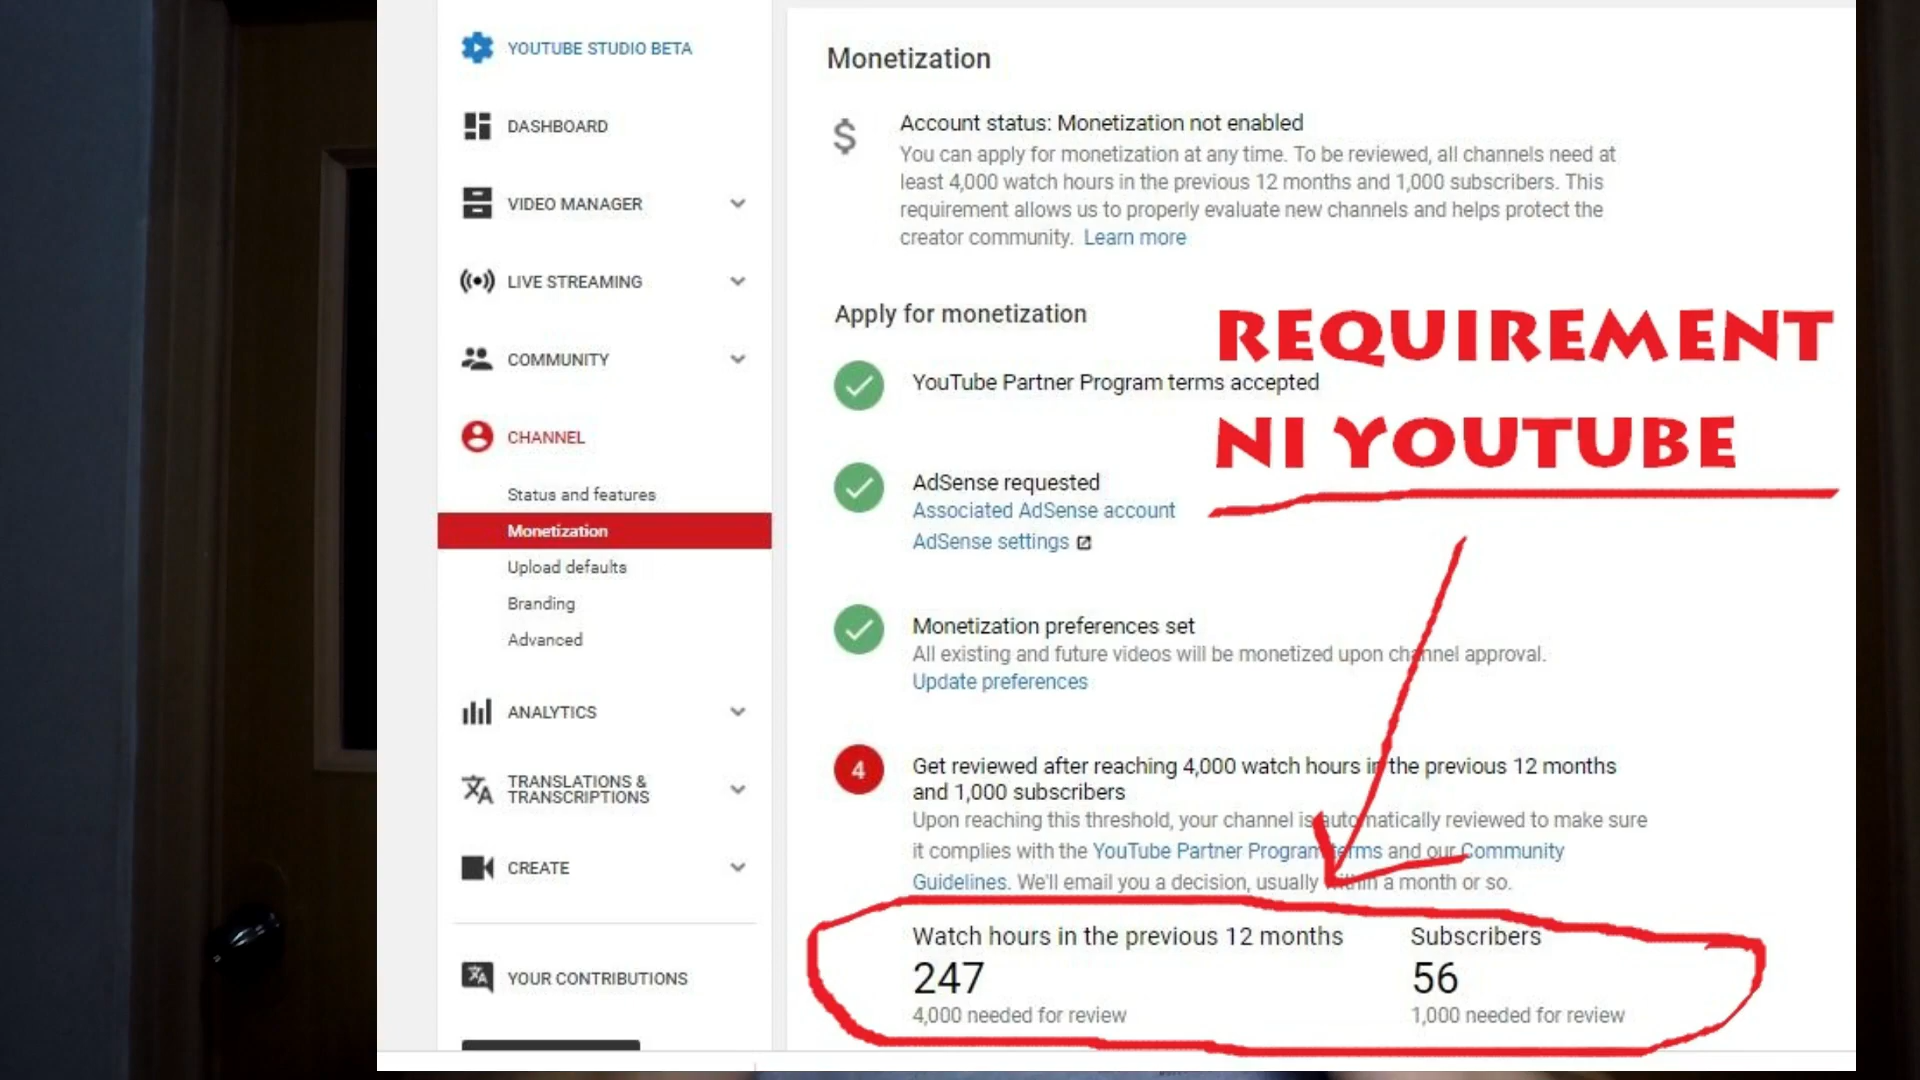 YOUTUBE STUDIO BETA
DASHBOARD
VIDEO MANAGER
LIVE STREAMING
COMMUNITY
CHANNEL
Status and features
Monetization
Upload defaults
Branding
Advanced
ANALYTICS
TRANSLATIONS &
TRANSCRIPTIONS
CREATE
YOUR CONTRIBUTIONS
Monetization
$
Account status: Monetization not enabled
You can apply for monetization at any time. To be reviewed, all channels need at
least 4,000 watch hours in the previous 12 months and 1,000 subscribers. This
requirement allows us to properly evaluate new channels and helps protect the
creator community. Learn more
Apply for monetization
REQUIREMENT
NI YOUTUBE
YouTube Partner Program terms accepted
AdSense requested
Associated AdSense account
AdSense settings
Monetization preferences set
All existing and future videos will be monetized upon channel approval.
Update preferences
4
Get reviewed after reaching 4,000 watch hours in the previous 12 months
and 1,000 subscribers
Upon reaching this threshold, your channel is automatically reviewed to make sure
it complies with the YouTube Partner Program terms and our Community
Guidelines. We'll email you a decision, usually within a month or so.
Watch hours in the previous 12 months
247
4,000 needed for review
Subscribers
56
1,000 needed for review